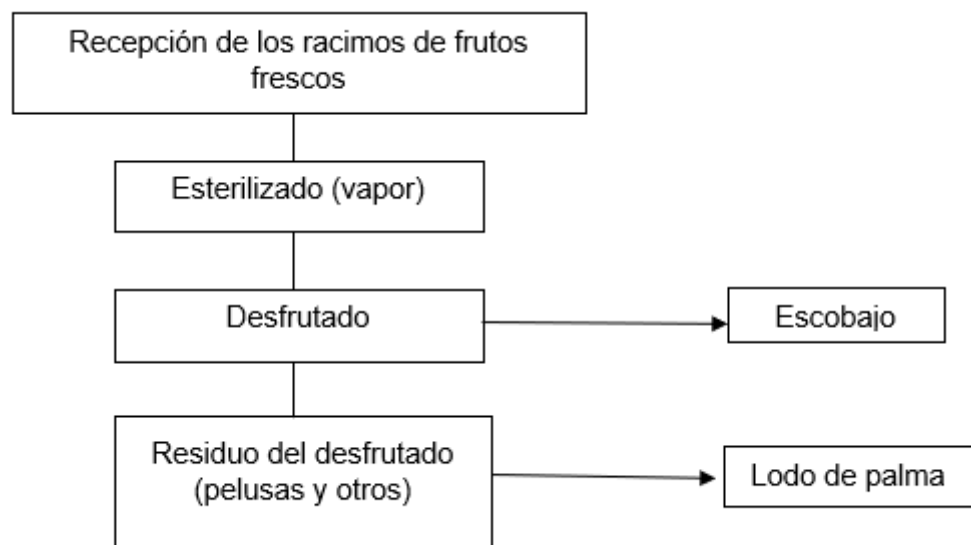 Recepción de los racimos de frutos
frescos
Esterilizado (vapor)
Desfrutado
Escobajo
Residuo del desfrutado
(pelusas y otros)
Lodo de palma